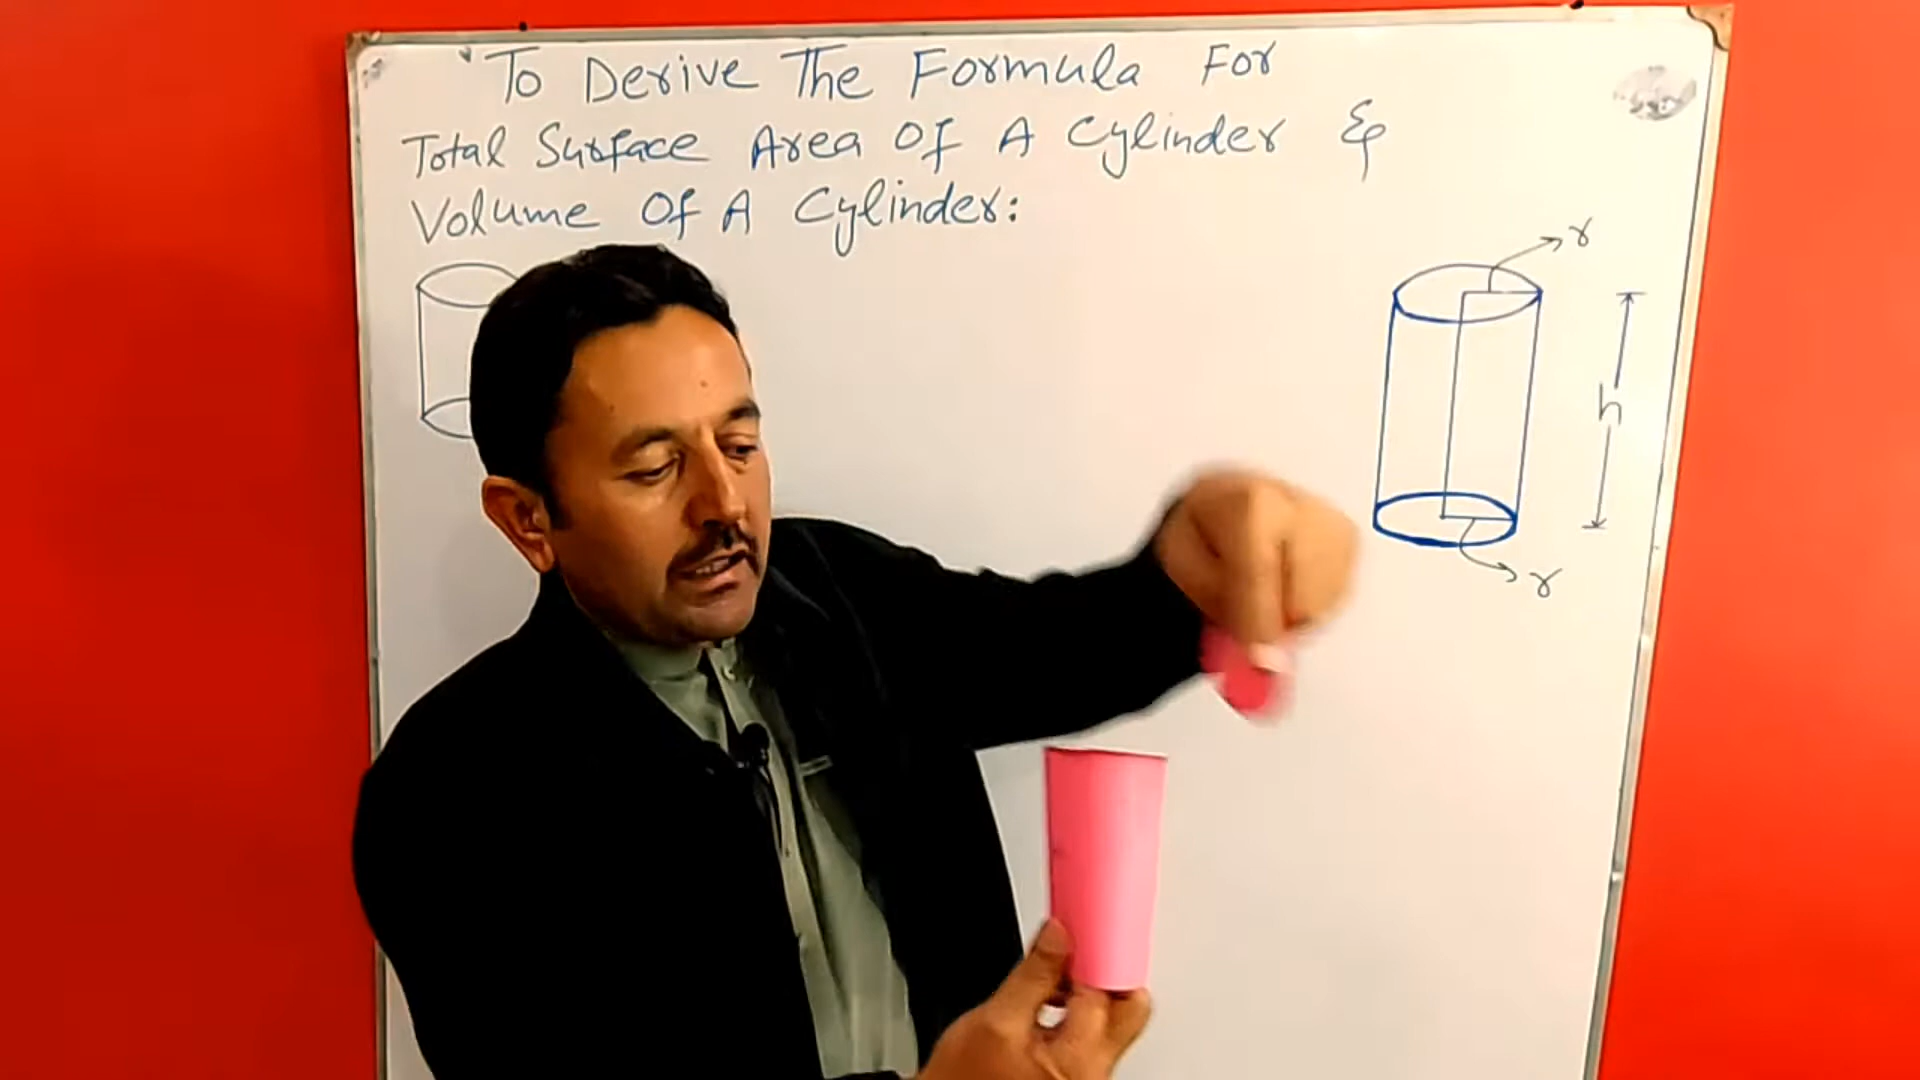 To Derive The Formula For
Total Surface Area Of A Cylinder &
Volume Of A Cylinder:
r
h
r